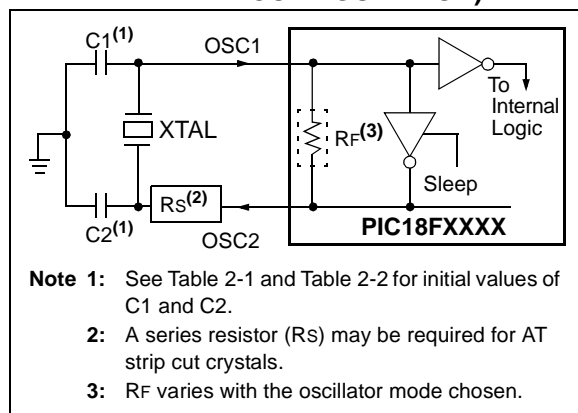 C1(1)
OSC1
To
Internal
Logic
XTAL
RF(3)
Sleep
C2(1)
RS(2)
OSC2
PIC18FXXXX
Note 1: See Table 2-1 and Table 2-2 for initial values of
C1 and C2.
2: A series resistor (RS) may be required for AT
strip cut crystals.
3: RF varies with the oscillator mode chosen.